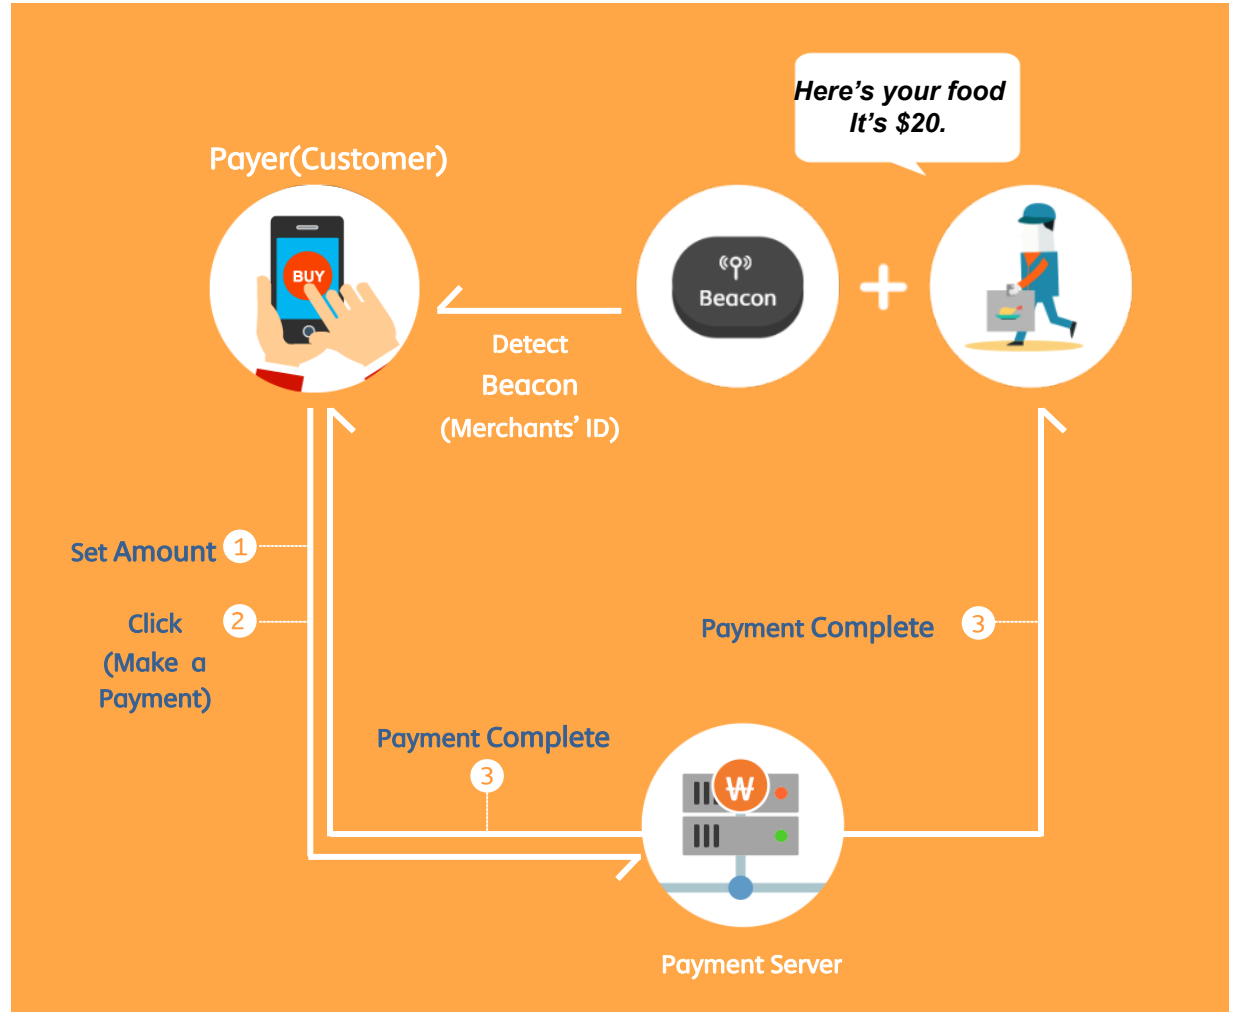 Here's your food
It's $20.
Payer(Customer)
BUY
Beacon
Detect
Beacon
(Merchants' ID)
Set Amount 1
Click 2
(Make a
Payment)
Payment Complete 3
Payment Complete
3
₩
Payment Server